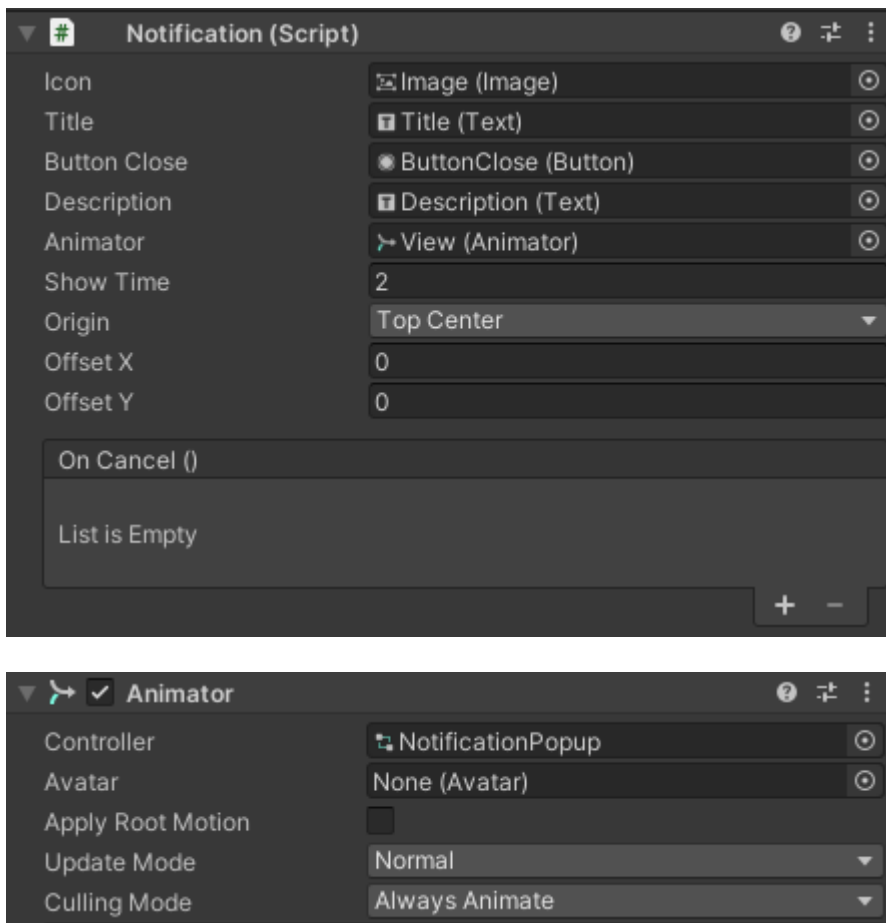 Notification (Script)
Icon Image (Image)
Title Title (Text)
Button Close ButtonClose (Button)
Description Description (Text)
Animator View (Animator)
Show Time 2
Origin Top Center
Offset X 0
Offset Y 0
On Cancel ()
List is Empty
Animator
Controller NotificationPopup
Avatar None (Avatar)
Apply Root Motion
Update Mode Normal
Culling Mode Always Animate